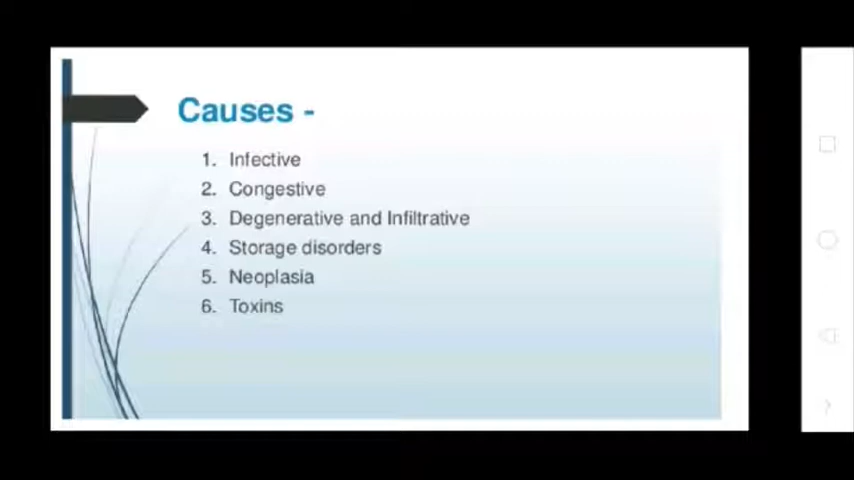 Causes -
1. Infective
2. Congestive
3. Degenerative and Infiltrative
4. Storage disorders
5. Neoplasia
6. Toxins